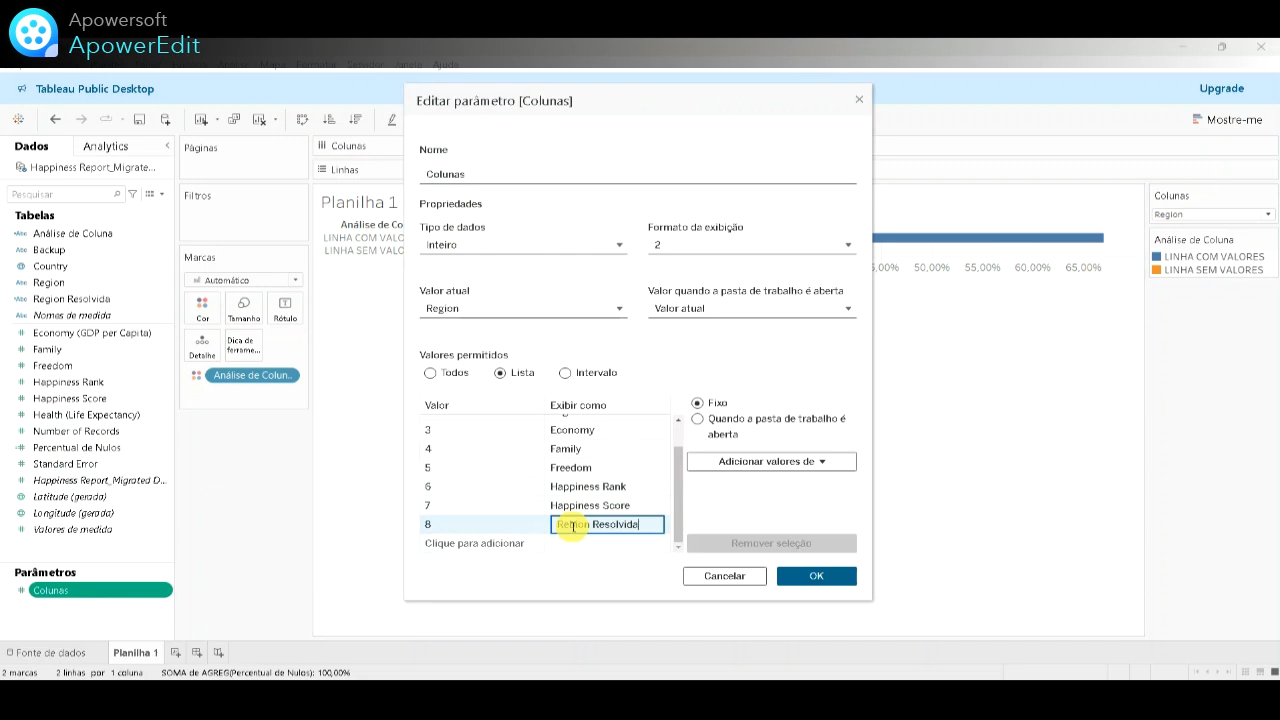 Apowersoft
ApowerEdit
Tableau Public Desktop
Upgrade
Mostre-me
Dados
Analytics
Happiness Report_Migrate...
Pesquisar
Tabelas
Análise de Coluna
Backup
Country
Region
Region Resolvida
Nomes de medida
Economy (GDP per Capita)
Family
Freedom
Happiness Rank
Happiness Score
Health (Life Expectancy)
Number of Records
Percentual de Nulos
Standard Error
Happiness Report_Migrated D...
Latitude (gerada)
Longitude (gerada)
Valores de medida
Parâmetros
Colunas
Páginas
Filtros
Marcas
Automático
Cor
Tamanho
Rótulo
Detalhe
Dica de
ferrame...
Análise de Colun..
Colunas
Linhas
Planilha 1
Análise de Co
LINHA COM VALO
LINHA SEM VALO
Editar parâmetro [Colunas]
Nome
Colunas
Propriedades
Tipo de dados
Formato da exibição
Inteiro
2
Valor atual
Valor quando a pasta de trabalho é aberta
Region
Valor atual
Valores permitidos
Todos
Lista
Intervalo
Valor
Exibir como
3 Economy
4 Family
5 Freedom
6 Happiness Rank
7 Happiness Score
8 Region Resolvida
Clique para adicionar
Fixo
Quando a pasta de trabalho é
aberta
Adicionar valores de
Remover seleção
Cancelar
OK
5,00% 50,00% 55,00% 60,00% 65,00%
Colunas
Region
Análise de Coluna
LINHA COM VALORES
LINHA SEM VALORES
Fonte de dados
Planilha 1
2 marcas 2 linhas por 1 coluna SOMA de AGREG(Percentual de Nulos): 100,00%